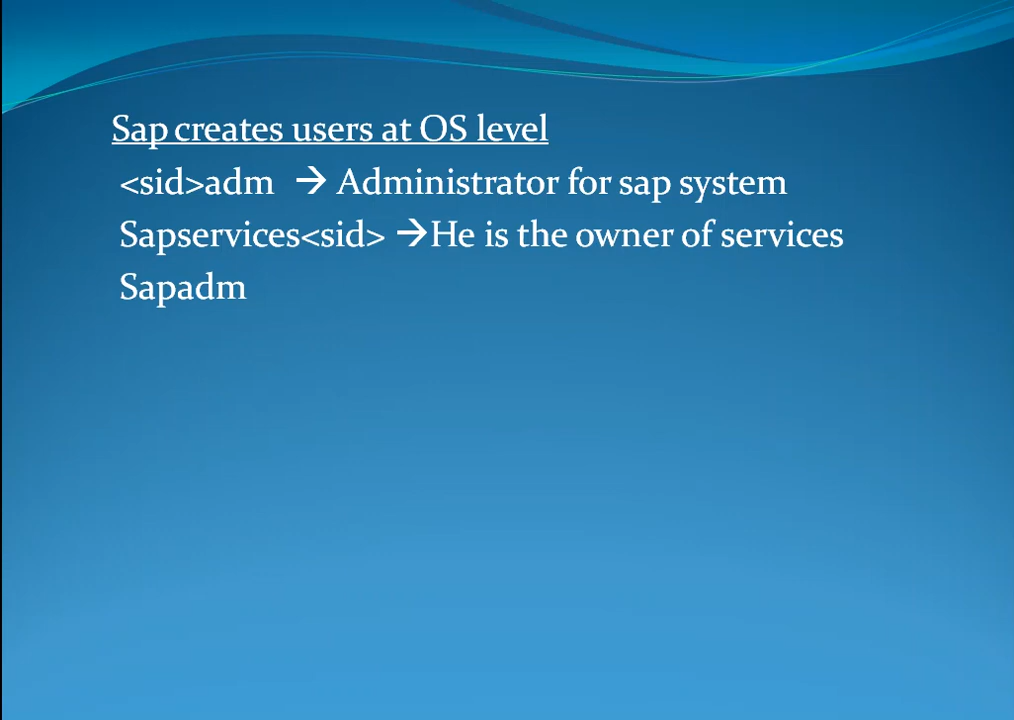 Sap creates users at OS level
<sid>adm → Administrator for sap system
Sapservices<sid> →He is the owner of services
Sapadm